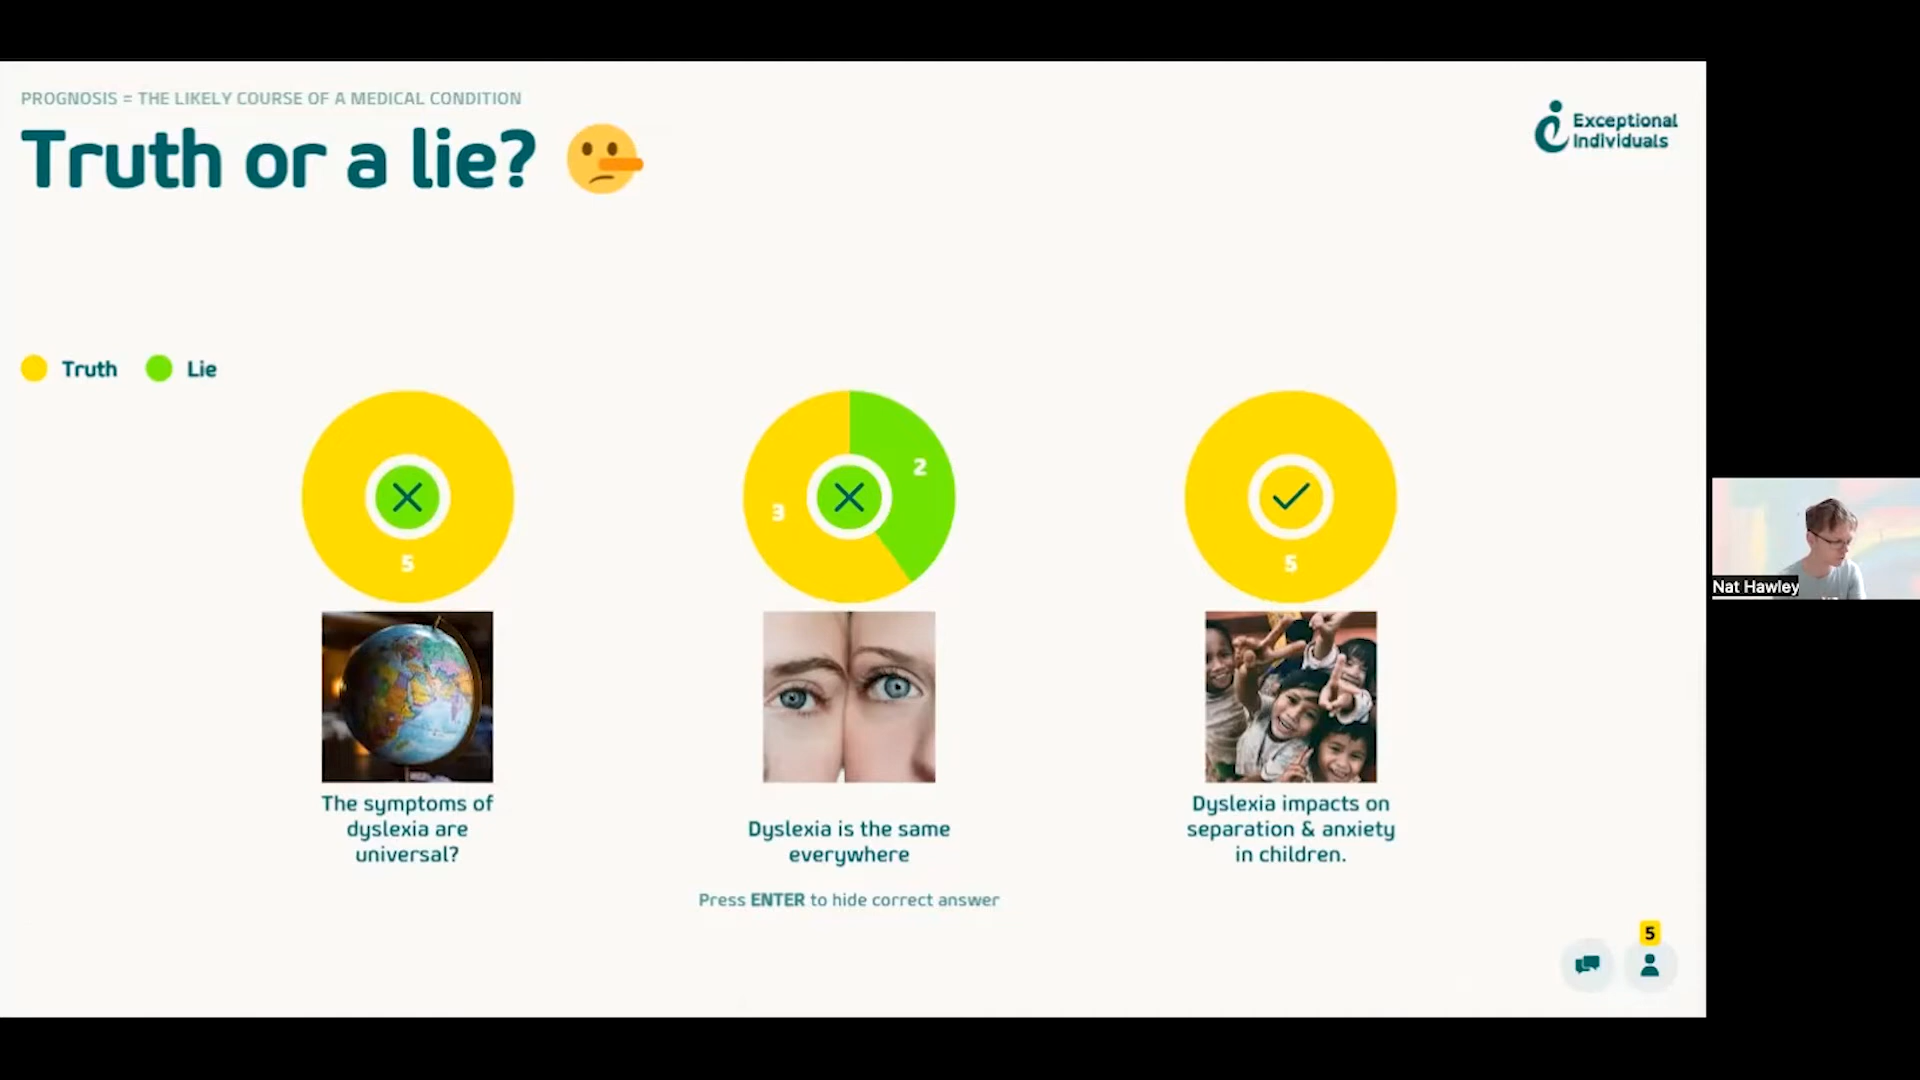 PROGNOSIS = THE LIKELY COURSE OF A MEDICAL CONDITION
Truth or a lie?
Exceptional
Individuals
Truth
Lie
5
3
2
5
The symptoms of
dyslexia are
universal?
Dyslexia is the same
everywhere
Dyslexia impacts on
separation & anxiety
in children.
Press ENTER to hide correct answer
5
Nat Hawley